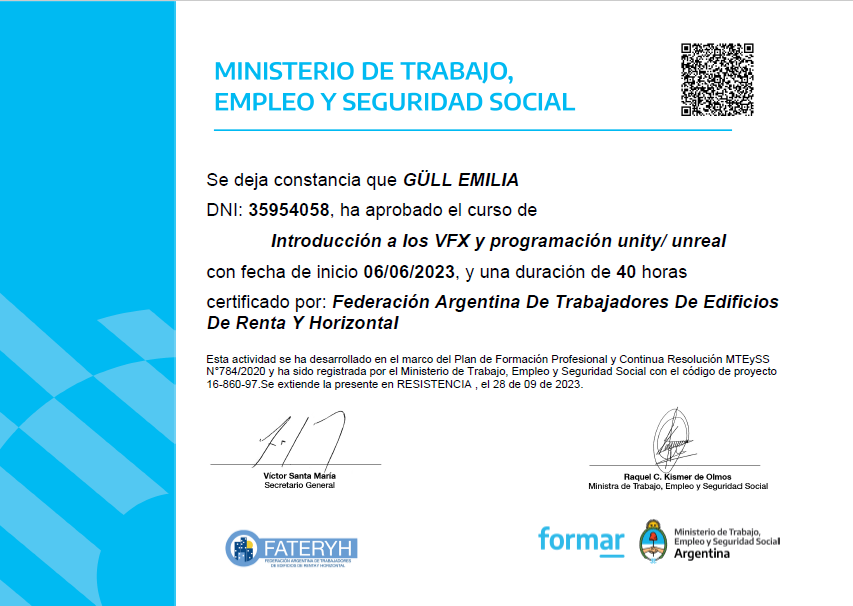 MINISTERIO DE TRABAJO,
EMPLEO Y SEGURIDAD SOCIAL
Se deja constancia que GÜLL EMILIA
DNI: 35954058, ha aprobado el curso de
Introducción a los VFX y programación unity/ unreal
con fecha de inicio 06/06/2023, y una duración de 40 horas
certificado por: Federación Argentina De Trabajadores De Edificios
De Renta Y Horizontal
Esta actividad se ha desarrollado en el marco del Plan de Formación Profesional y Continua Resolución MTEySS
N°784/2020 y ha sido registrada por el Ministerio de Trabajo, Empleo y Seguridad Social con el código de proyecto
16-860-97.Se extiende la presente en RESISTENCIA , el 28 de 09 de 2023.
Víctor Santa María
Secretario General
Raquel C. Kismer de Olmos
Ministra de Trabajo, Empleo y Seguridad Social
FATERYH
FEDERACIÓN ARGENTINA DE TRABAJADORES
DE EDIFICIOS DE RENTA Y HORIZONTAL
formar
Ministerio de Trabajo,
Empleo y Seguridad Social
Argentina